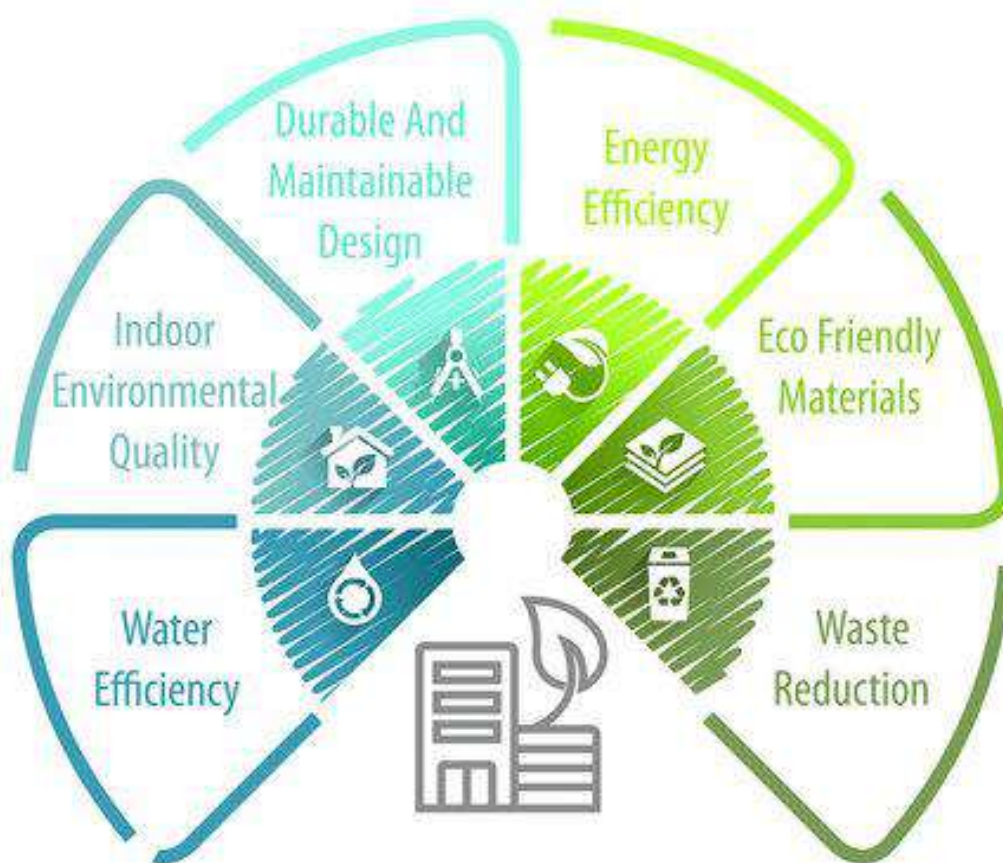 Durable And
Maintainable
Design
Energy
Efficiency
Indoor
Environmental
Quality
Eco Friendly
Materials
Water
Efficiency
Waste
Reduction